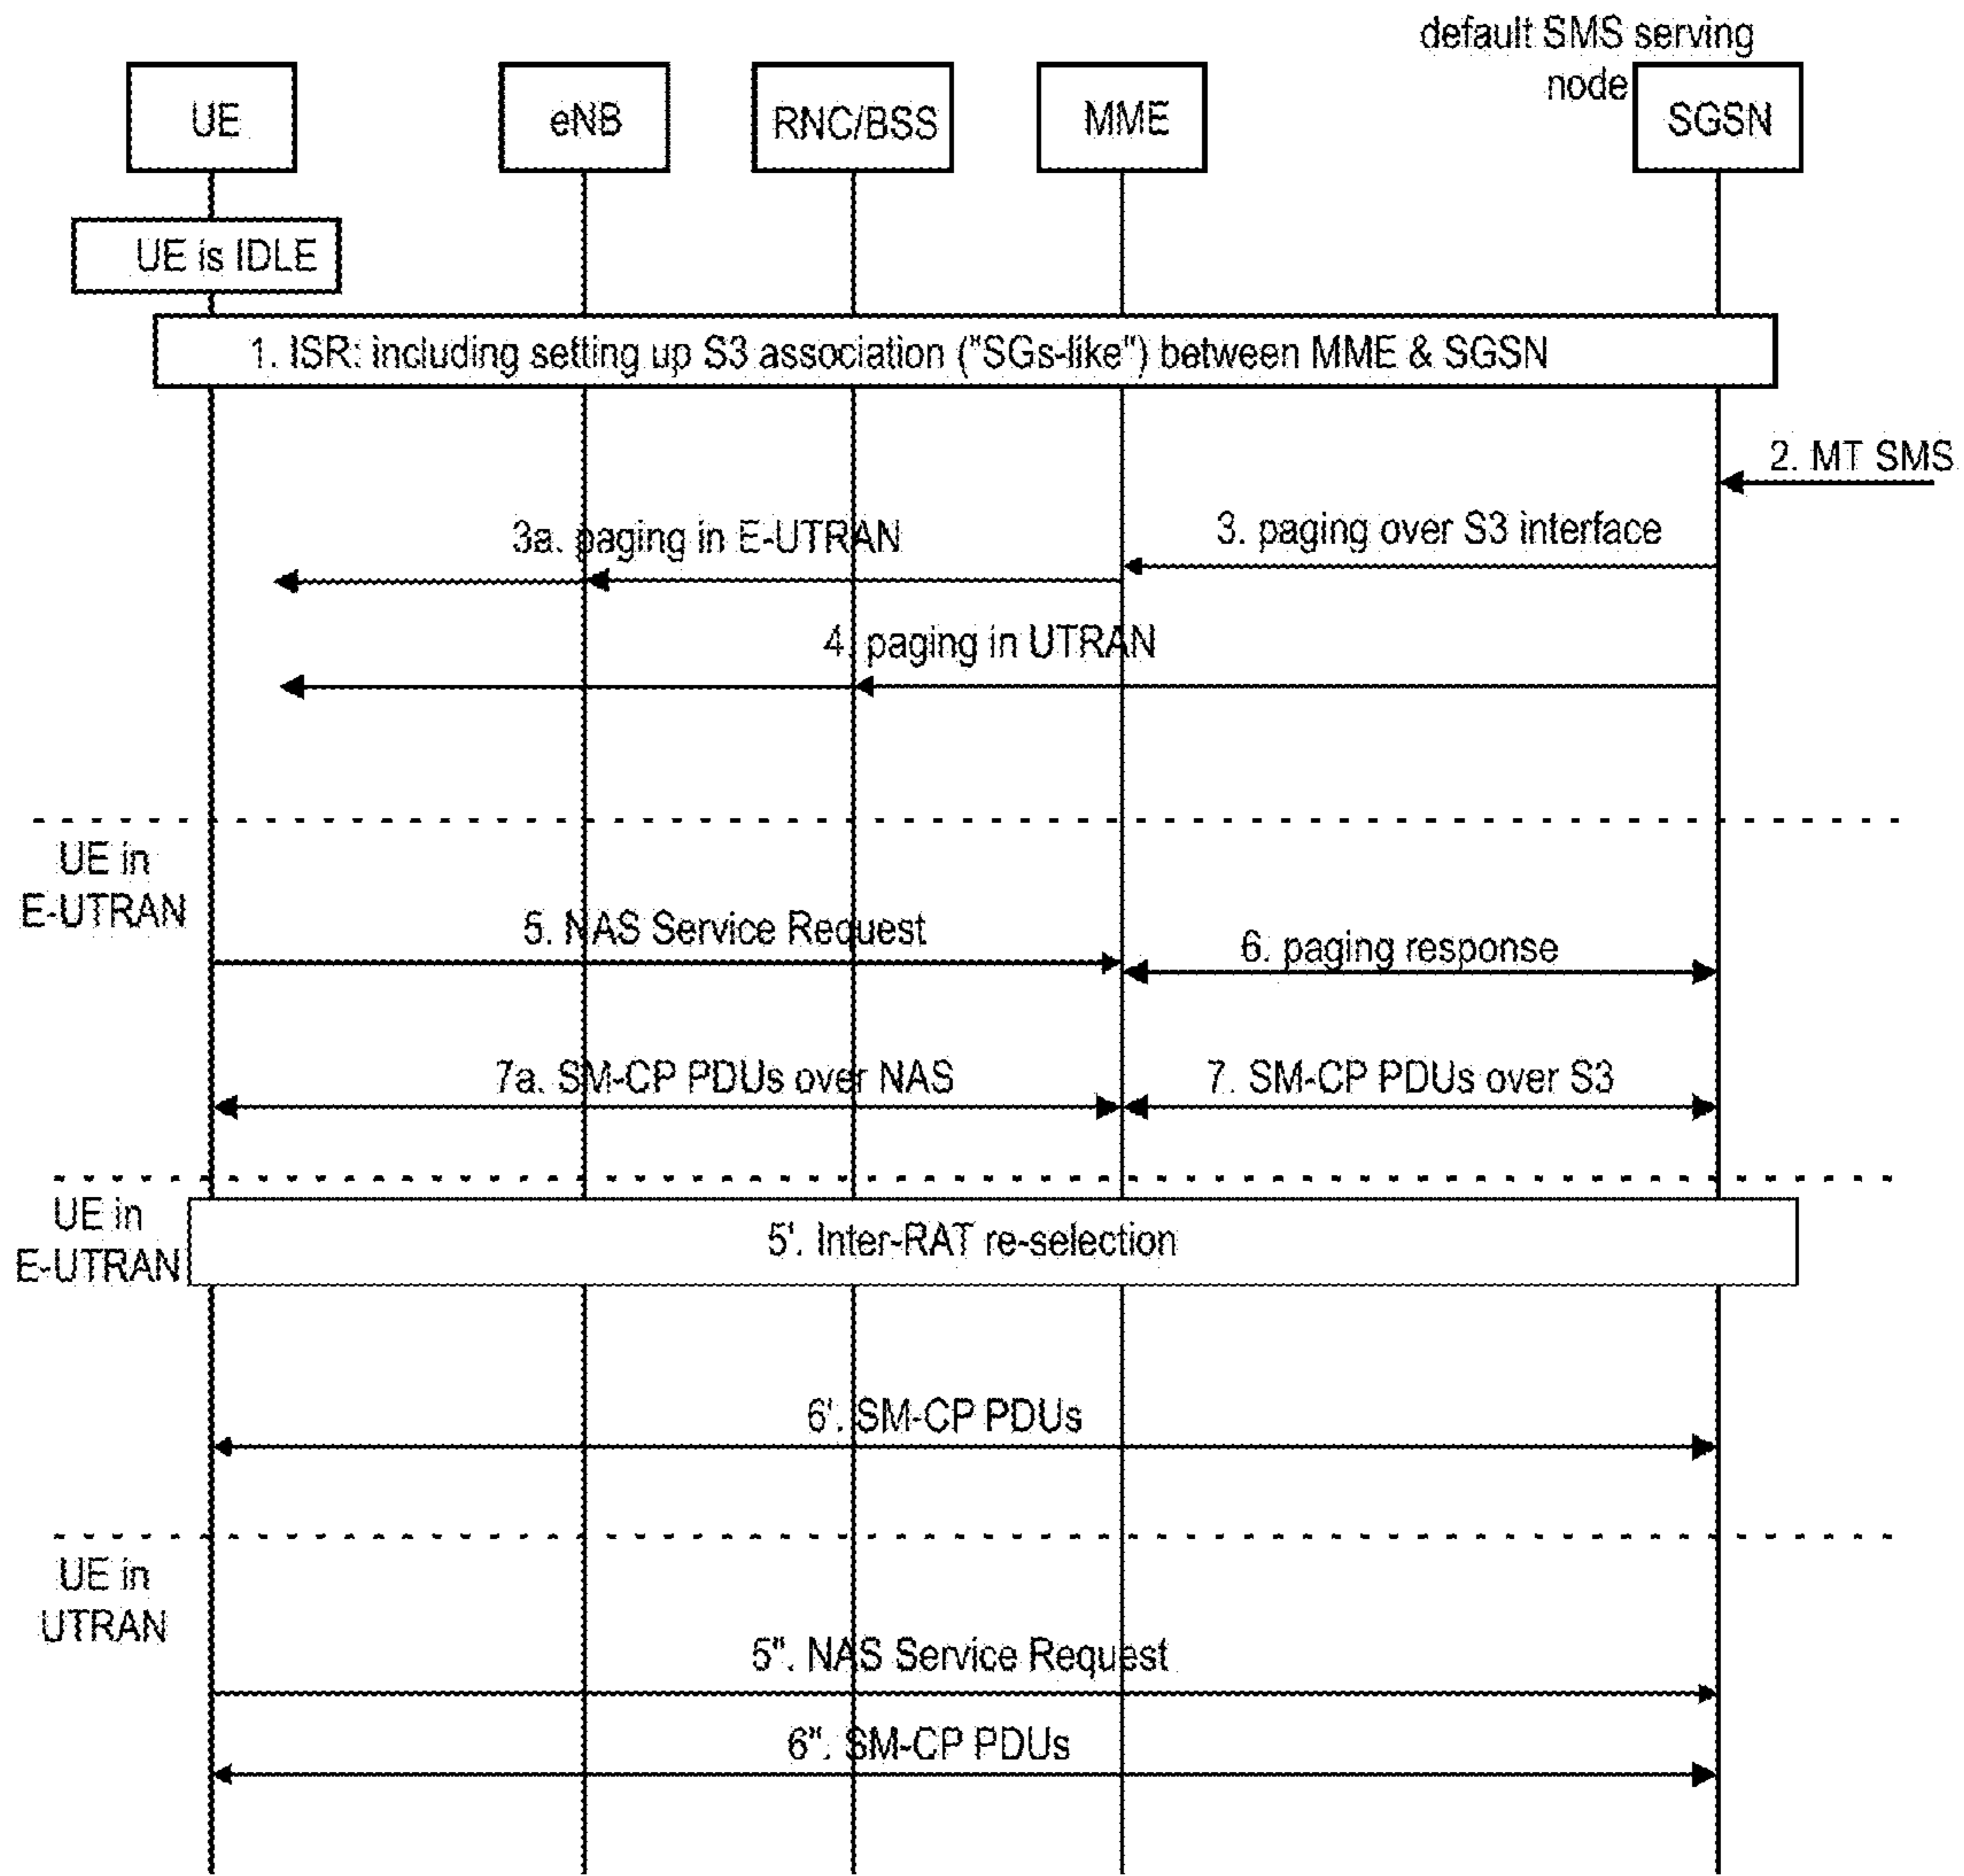 default SMS serving
node
UE
eNB
RNC/BSS
MME
SGSN
UE is IDLE
1. ISR: including setting up S3 association ("SGs-like") between MME & SGSN
2. MT SMS
3a. paging in E-UTRAN
3. paging over S3 interface
4. paging in UTRAN
UE in
E-UTRAN
5. NAS Service Request
6. paging response
7a. SM-CP PDUs over NAS
7. SM-CP PDUs over S3
UE in
E-UTRAN
5'. Inter-RAT re-selection
6'. SM-CP PDUs
UE in
UTRAN
5". NAS Service Request
6". SM-CP PDUs